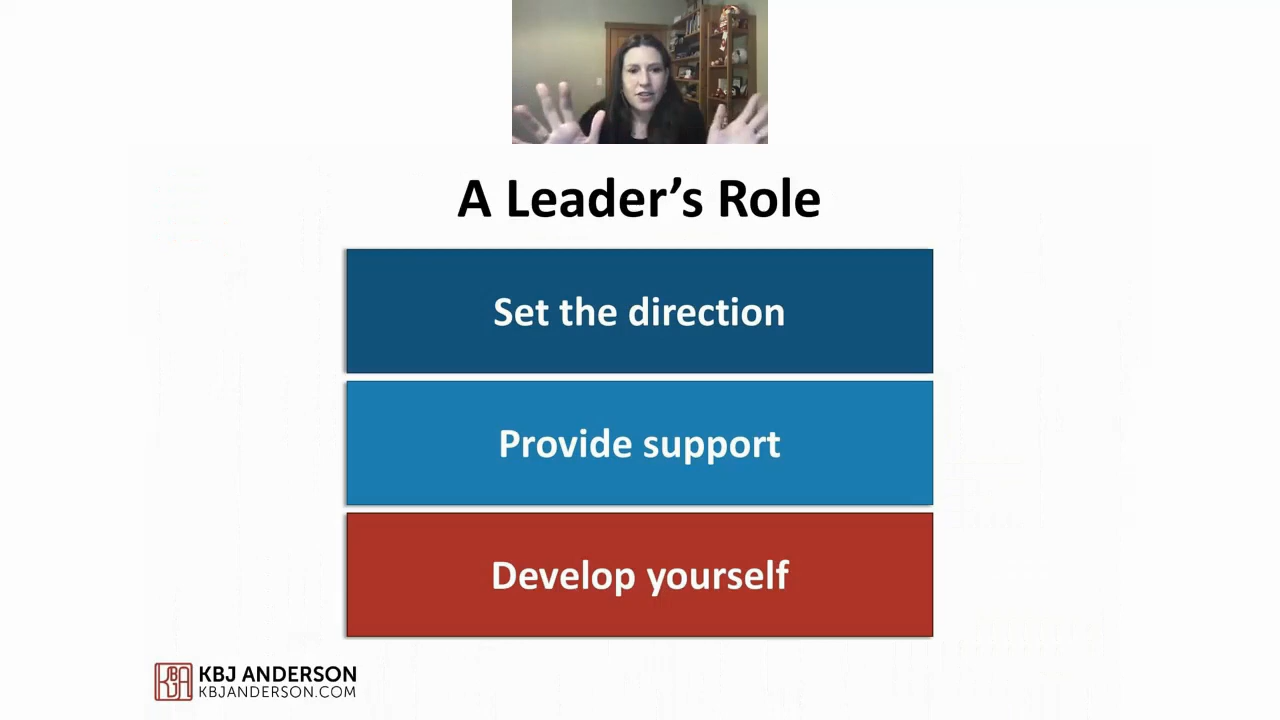 A Leader’s Role
Set the direction
Provide support
Develop yourself
KBJ ANDERSON
KBJANDERSON.COM